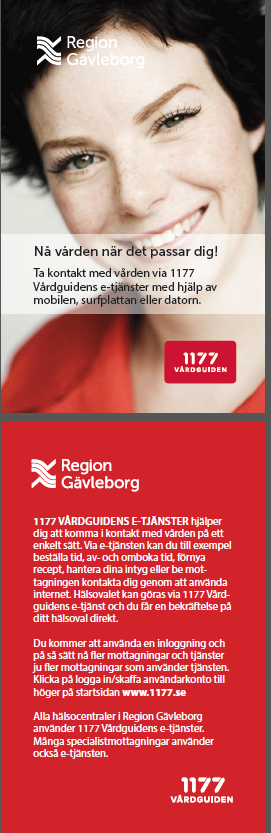 Region
Gävleborg
Nå vården när det passar dig!
Ta kontakt med vården via 1177
Vårdguidens e-tjänster med hjälp av
mobilen, surfplattan eller datorn.
1177
VÅRDGUIDEN
Region
Gävleborg
1177 VÅRDGUIDENS E-TJÄNSTER hjälper
dig att komma i kontakt med vården på ett
enkelt sätt. Via e-tjänsten kan du till exempel
beställa tid, av- och omboka tid, förnya
recept, hantera dina intyg eller be mot-
tagningen kontakta dig genom att använda
internet. Hälsovalet kan göras via 1177 Vård-
guidens e-tjänst och du får en bekräftelse på
ditt hälsoval direkt.
Du kommer att använda en inloggning och
på så sätt nå fler mottagningar och tjänster
ju fler mottagningar som använder tjänsten.
Klicka på logga in/skaffa användarkonto till
höger på startsidan www.1177.se
Alla hälsocentraler i Region Gävleborg
använder 1177 Vårdguidens e-tjänster.
Många specialistmottagningar använder
också e-tjänsten.
1177
VÅRDGUIDEN